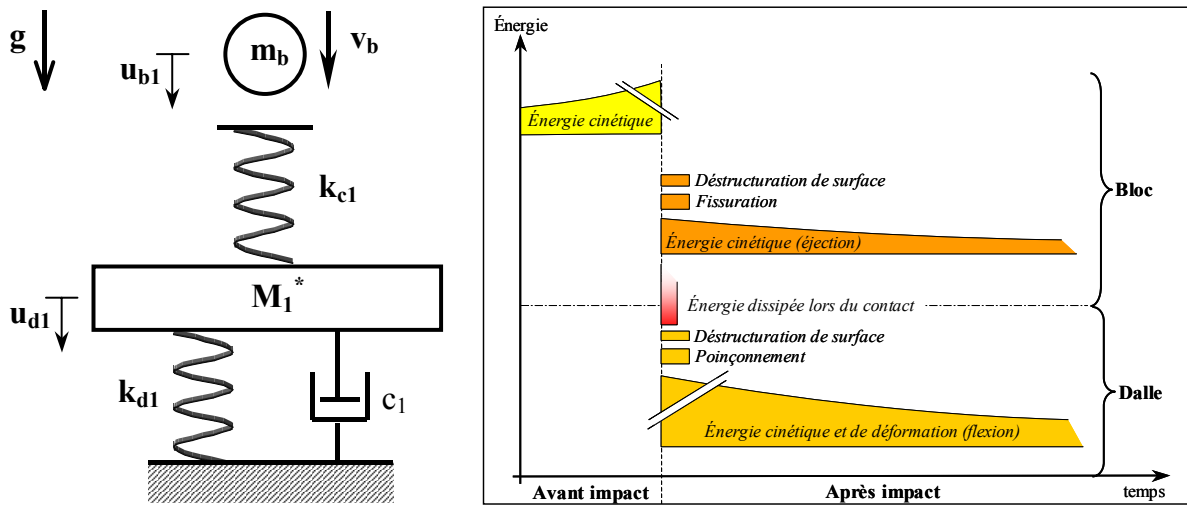 g
m_b
v_b
u_b1
k_c1
M_1^*
u_d1
k_d1
c_1
Énergie
Énergie cinétique
Déstructuration de surface
Fissuration
Énergie cinétique (éjection)
Bloc
Énergie dissipée lors du contact
Déstructuration de surface
Poinçonnement
Dalle
Énergie cinétique et de déformation (flexion)
Avant impact
Après impact
temps